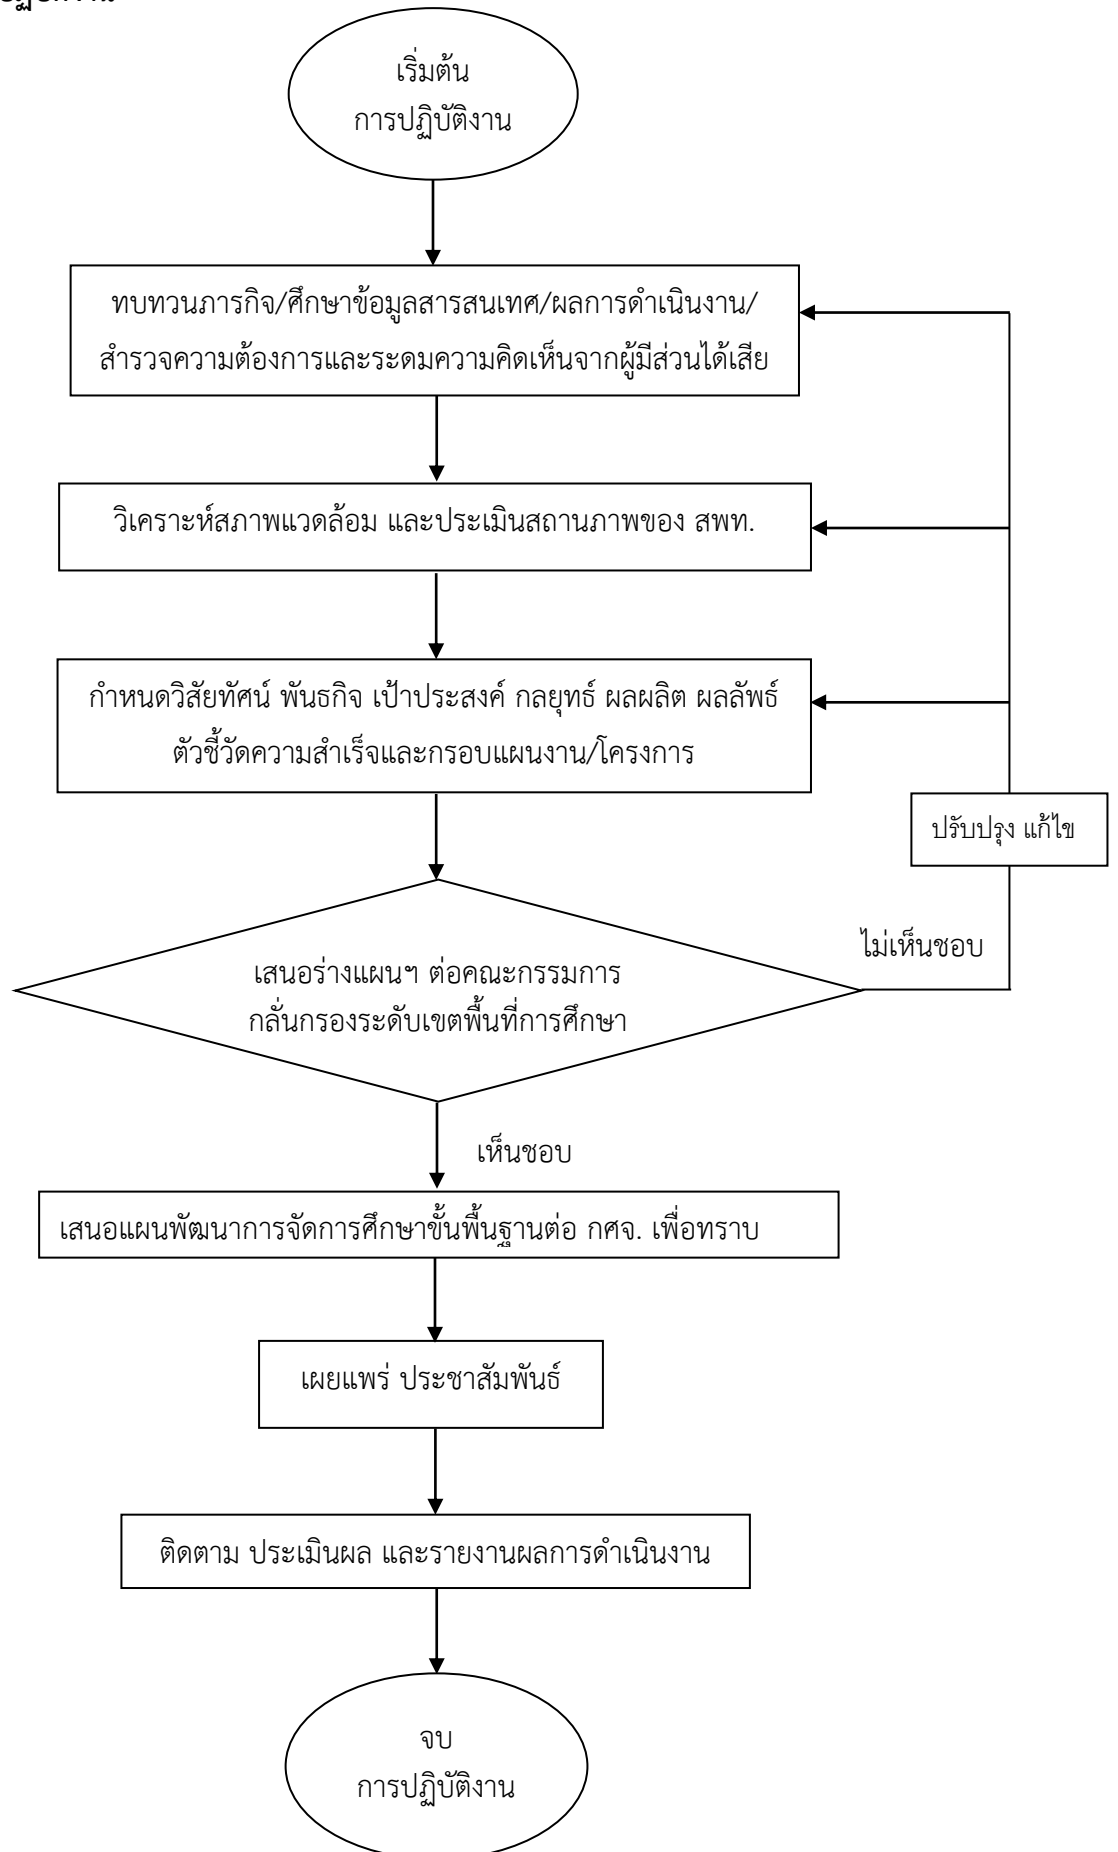 เริ่มต้น
การปฏิบัติงาน
ทบทวนภารกิจ/ศึกษาข้อมูลสารสนเทศ/ผลการดำเนินงาน/
สำรวจความต้องการและระดมความคิดเห็นจากผู้มีส่วนได้เสีย
วิเคราะห์สภาพแวดล้อม และประเมินสถานภาพของ สพท.
กำหนดวิสัยทัศน์ พันธกิจ เป้าประสงค์ กลยุทธ์ ผลผลิต ผลลัพธ์
ตัวชี้วัดความสำเร็จและกรอบแผนงาน/โครงการ
ปรับปรุง แก้ไข
ไม่เห็นชอบ
เสนอร่างแผนฯ ต่อคณะกรรมการ
กลั่นกรองระดับเขตพื้นที่การศึกษา
เห็นชอบ
เสนอแผนพัฒนาการจัดการศึกษาขั้นพื้นฐานต่อ กศจ. เพื่อทราบ
เผยแพร่ ประชาสัมพันธ์
ติดตาม ประเมินผล และรายงานผลการดำเนินงาน
จบ
การปฏิบัติงาน